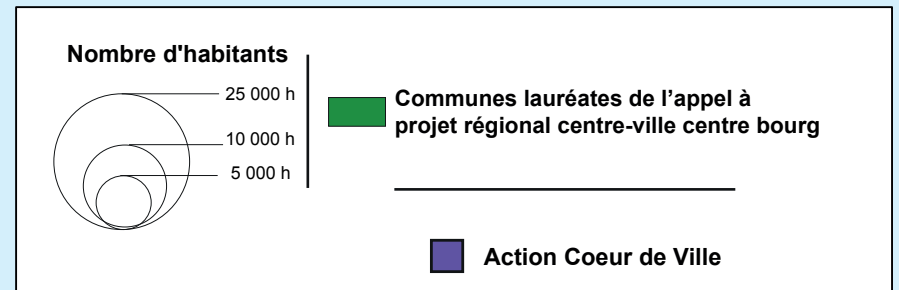 Nombre d'habitants
25 000 h
10 000 h
5 000 h
Communes lauréates de l’appel à
projet régional centre-ville centre bourg
Action Coeur de Ville